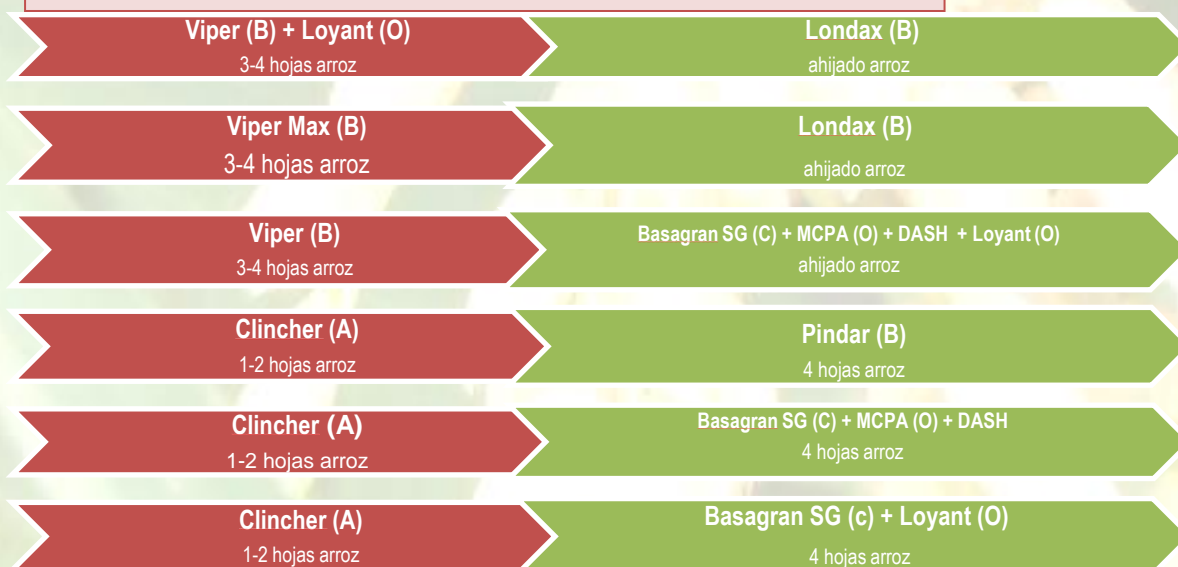 Viper (B) + Loyant (O)
3-4 hojas arroz
Londax (B)
ahijado arroz
Viper Max (B)
3-4 hojas arroz
Londax (B)
ahijado arroz
Viper (B)
3-4 hojas arroz
Basagran SG (C) + MCPA (O) + DASH + Loyant (O)
ahijado arroz
Clincher (A)
1-2 hojas arroz
Pindar (B)
4 hojas arroz
Clincher (A)
1-2 hojas arroz
Basagran SG (C) + MCPA (O) + DASH
4 hojas arroz
Clincher (A)
1-2 hojas arroz
Basagran SG (c) + Loyant (O)
4 hojas arroz